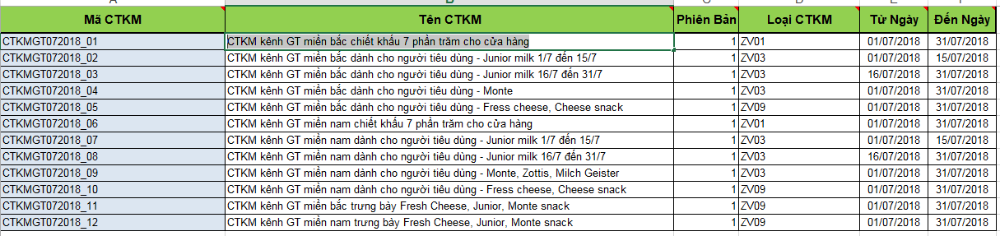 Mã CTKM Tên CTKM Phiên Bản Loại CTKM Từ Ngày Đến Ngày
CTKMGT072018_01 CTKM kênh GT miền bắc chiết khấu 7 phần trăm cho cửa hàng 1 ZV01 01/07/2018 31/07/2018
CTKMGT072018_02 CTKM kênh GT miền bắc dành cho người tiêu dùng - Junior milk 1/7 đến 15/7 1 ZV03 01/07/2018 15/07/2018
CTKMGT072018_03 CTKM kênh GT miền bắc dành cho người tiêu dùng - Junior milk 16/7 đến 31/7 1 ZV03 16/07/2018 31/07/2018
CTKMGT072018_04 CTKM kênh GT miền bắc dành cho người tiêu dùng - Monte 1 ZV03 01/07/2018 31/07/2018
CTKMGT072018_05 CTKM kênh GT miền bắc dành cho người tiêu dùng - Fress cheese, Cheese snack 1 ZV09 01/07/2018 31/07/2018
CTKMGT072018_06 CTKM kênh GT miền nam chiết khấu 7 phần trăm cho cửa hàng 1 ZV01 01/07/2018 31/07/2018
CTKMGT072018_07 CTKM kênh GT miền nam dành cho người tiêu dùng - Junior milk 1/7 đến 15/7 1 ZV03 01/07/2018 15/07/2018
CTKMGT072018_08 CTKM kênh GT miền nam dành cho người tiêu dùng - Junior milk 16/7 đến 31/7 1 ZV03 16/07/2018 31/07/2018
CTKMGT072018_09 CTKM kênh GT miền nam dành cho người tiêu dùng - Monte, Zottis, Milch Geister 1 ZV03 01/07/2018 31/07/2018
CTKMGT072018_10 CTKM kênh GT miền nam dành cho người tiêu dùng - Fress cheese, Cheese snack 1 ZV09 01/07/2018 31/07/2018
CTKMGT072018_11 CTKM kênh GT miền bắc trưng bày Fresh Cheese, Junior, Monte snack 1 ZV09 01/07/2018 31/07/2018
CTKMGT072018_12 CTKM kênh GT miền nam trưng bày Fresh Cheese, Junior, Monte snack 1 ZV09 01/07/2018 31/07/2018